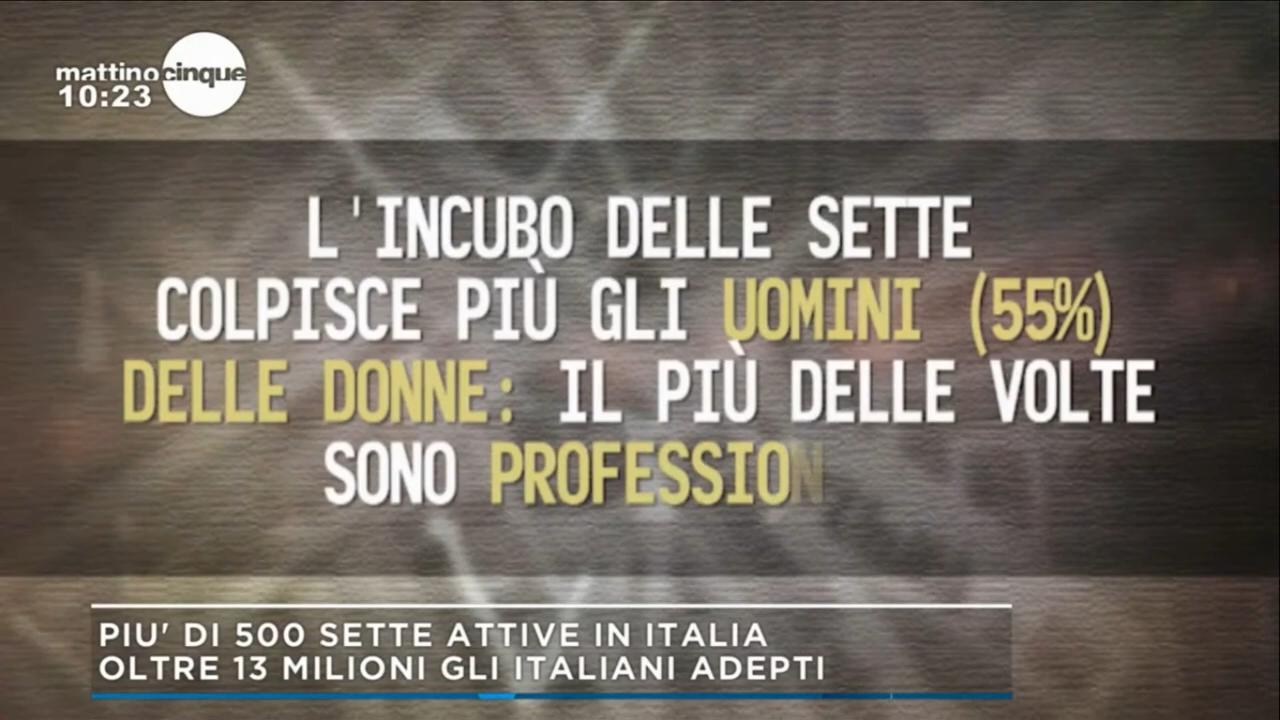 mattino cinque
10:23
L'INCUBO DELLE SETTE
COLPISCE PIÙ GLI UOMINI (55%)
DELLE DONNE: IL PIÙ DELLE VOLTE
SONO PROFESSION
PIU' DI 500 SETTE ATTIVE IN ITALIA
OLTRE 13 MILIONI GLI ITALIANI ADEPTI